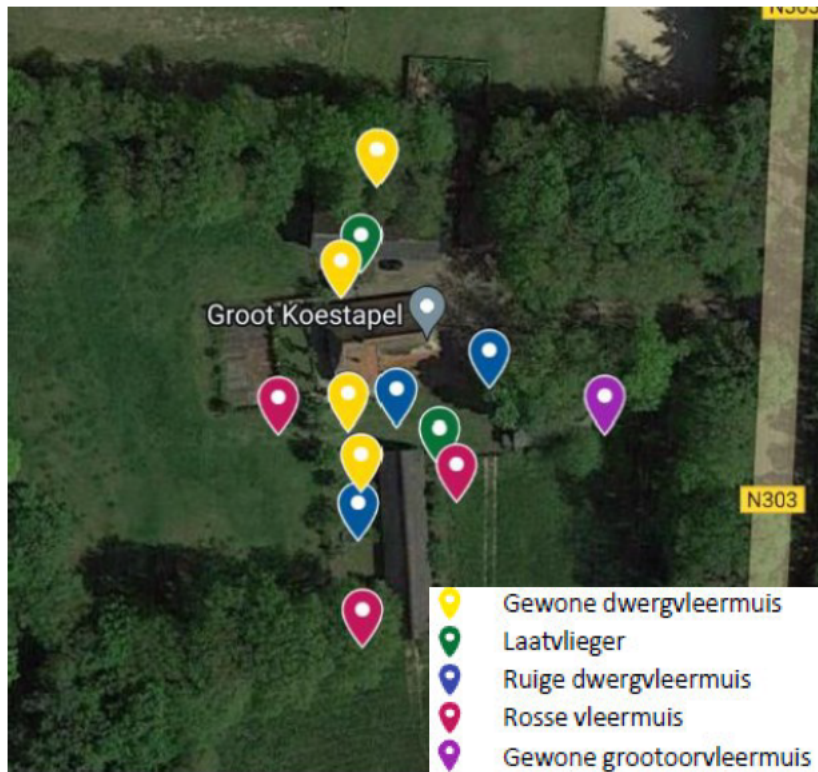 N303
Groot Koestapel
N303
Gewone dwergvleermuis
Laatvlieger
Ruige dwergvleermuis
Rosse vleermuis
Gewone grootoorvleermuis